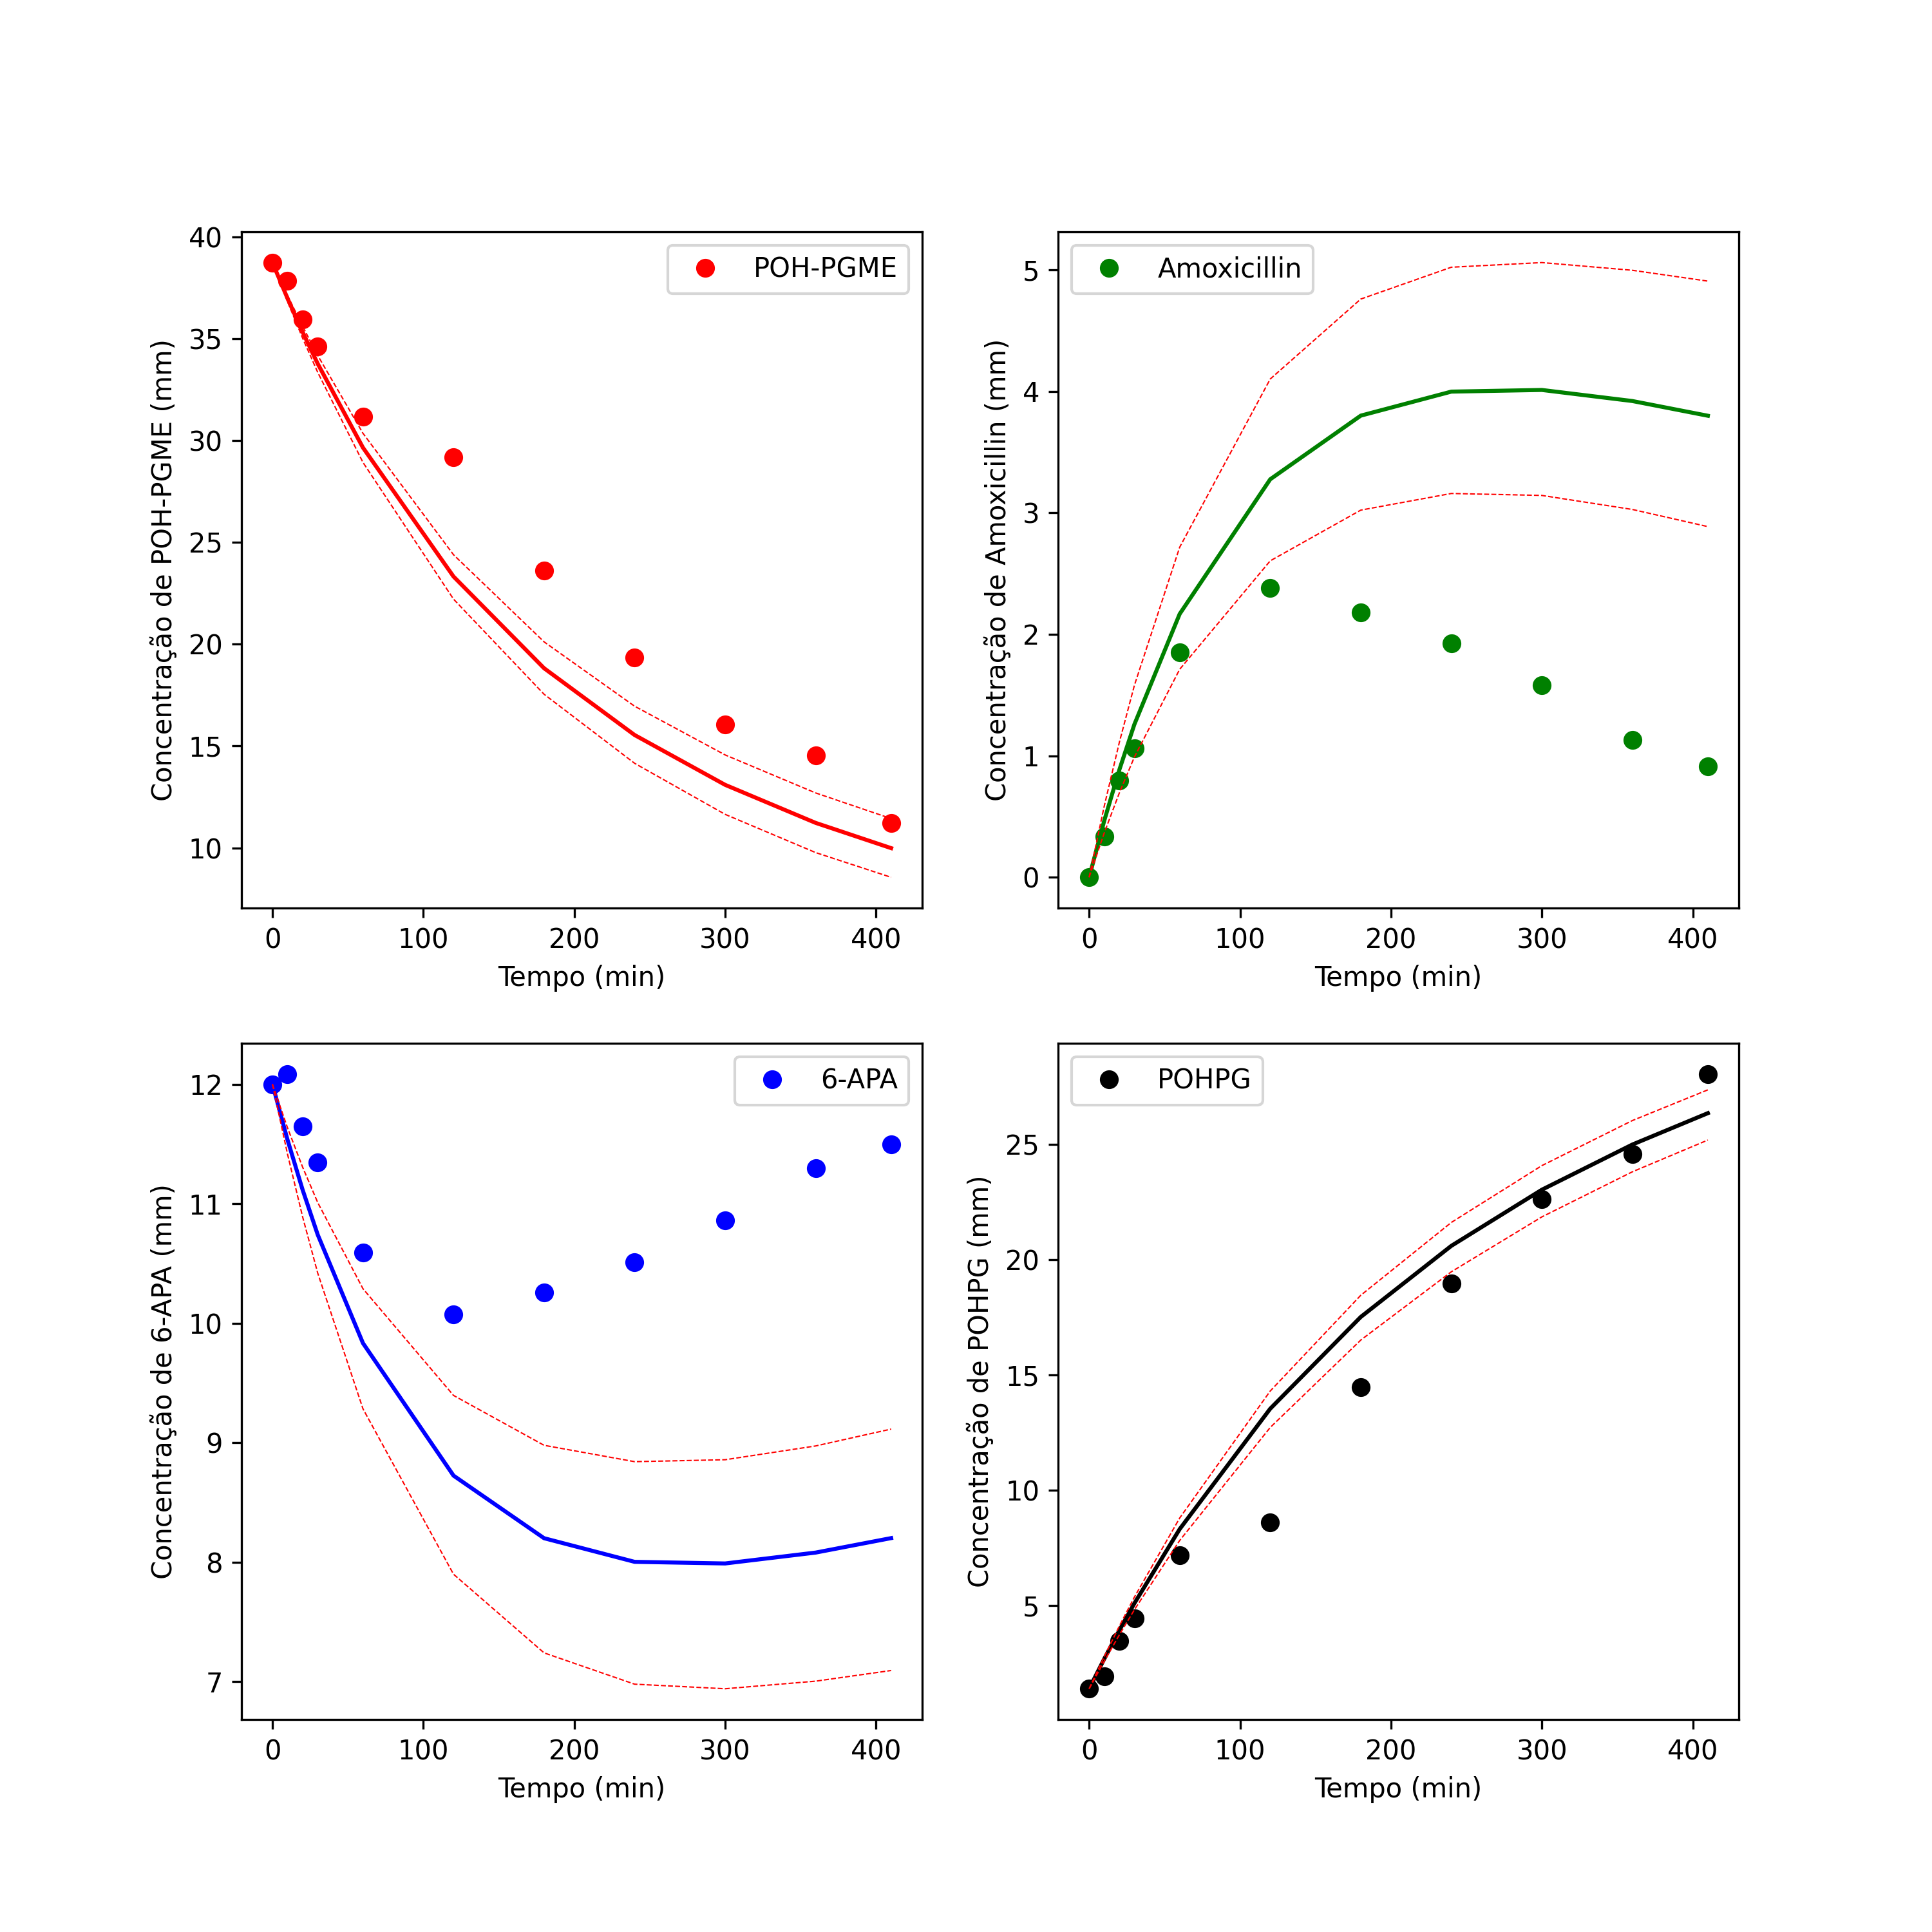 POH-PGME
Concentração de POH-PGME (mm)
40
35
30
25
20
15
10
0 100 200 300 400
Tempo (min)
Amoxicillin
Concentração de Amoxicillin (mm)
5
4
3
2
1
0
0 100 200 300 400
Tempo (min)
6-APA
Concentração de 6-APA (mm)
12
11
10
9
8
7
0 100 200 300 400
Tempo (min)
POHPG
Concentração de POHPG (mm)
25
20
15
10
5
0 100 200 300 400
Tempo (min)